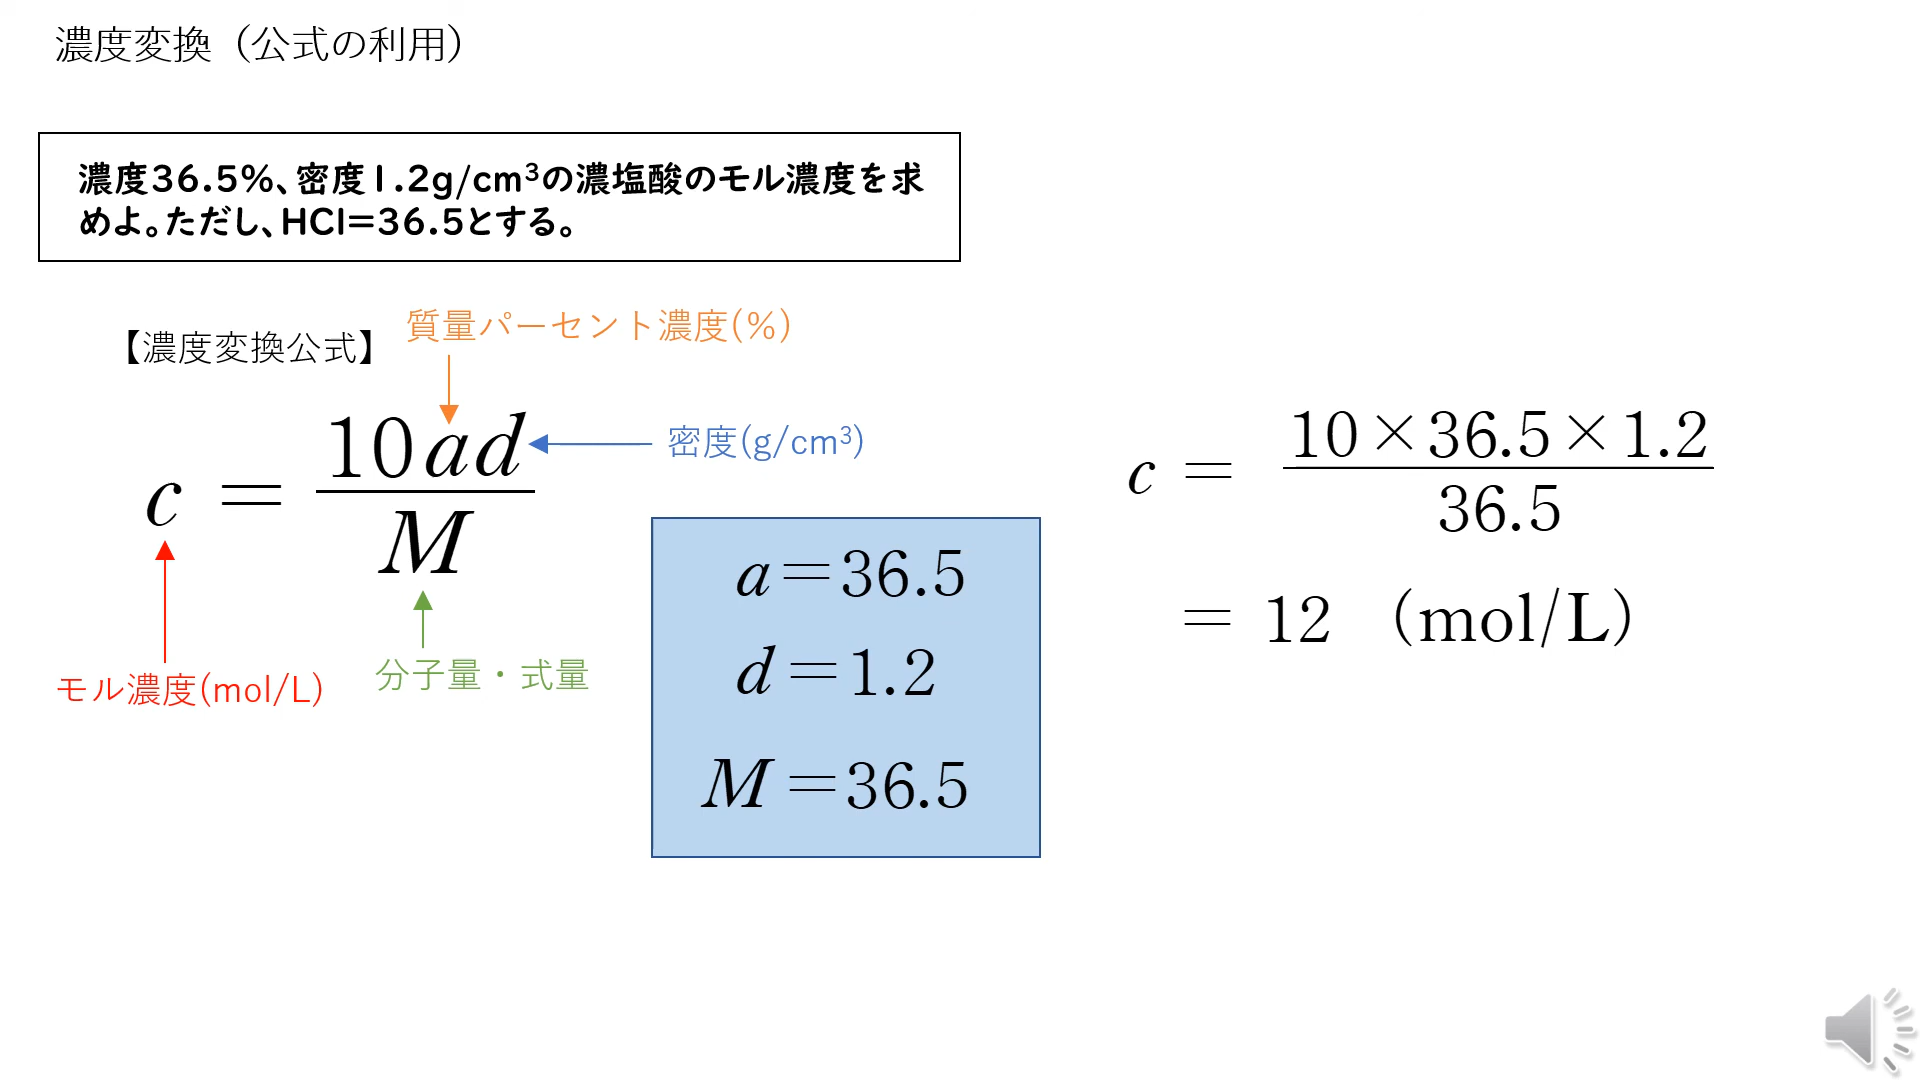 濃度変換（公式の利用）
濃度36.5%、密度1.2g/cm³の濃塩酸のモル濃度を求
めよ。ただし、HCl=36.5とする。
【濃度変換公式】
質量パーセント濃度(%)
密度(g/cm³)
c = 10ad / M
モル濃度(mol/L)
分子量・式量
a=36.5
d=1.2
M=36.5
c = 10×36.5×1.2 / 36.5
= 12 (mol/L)